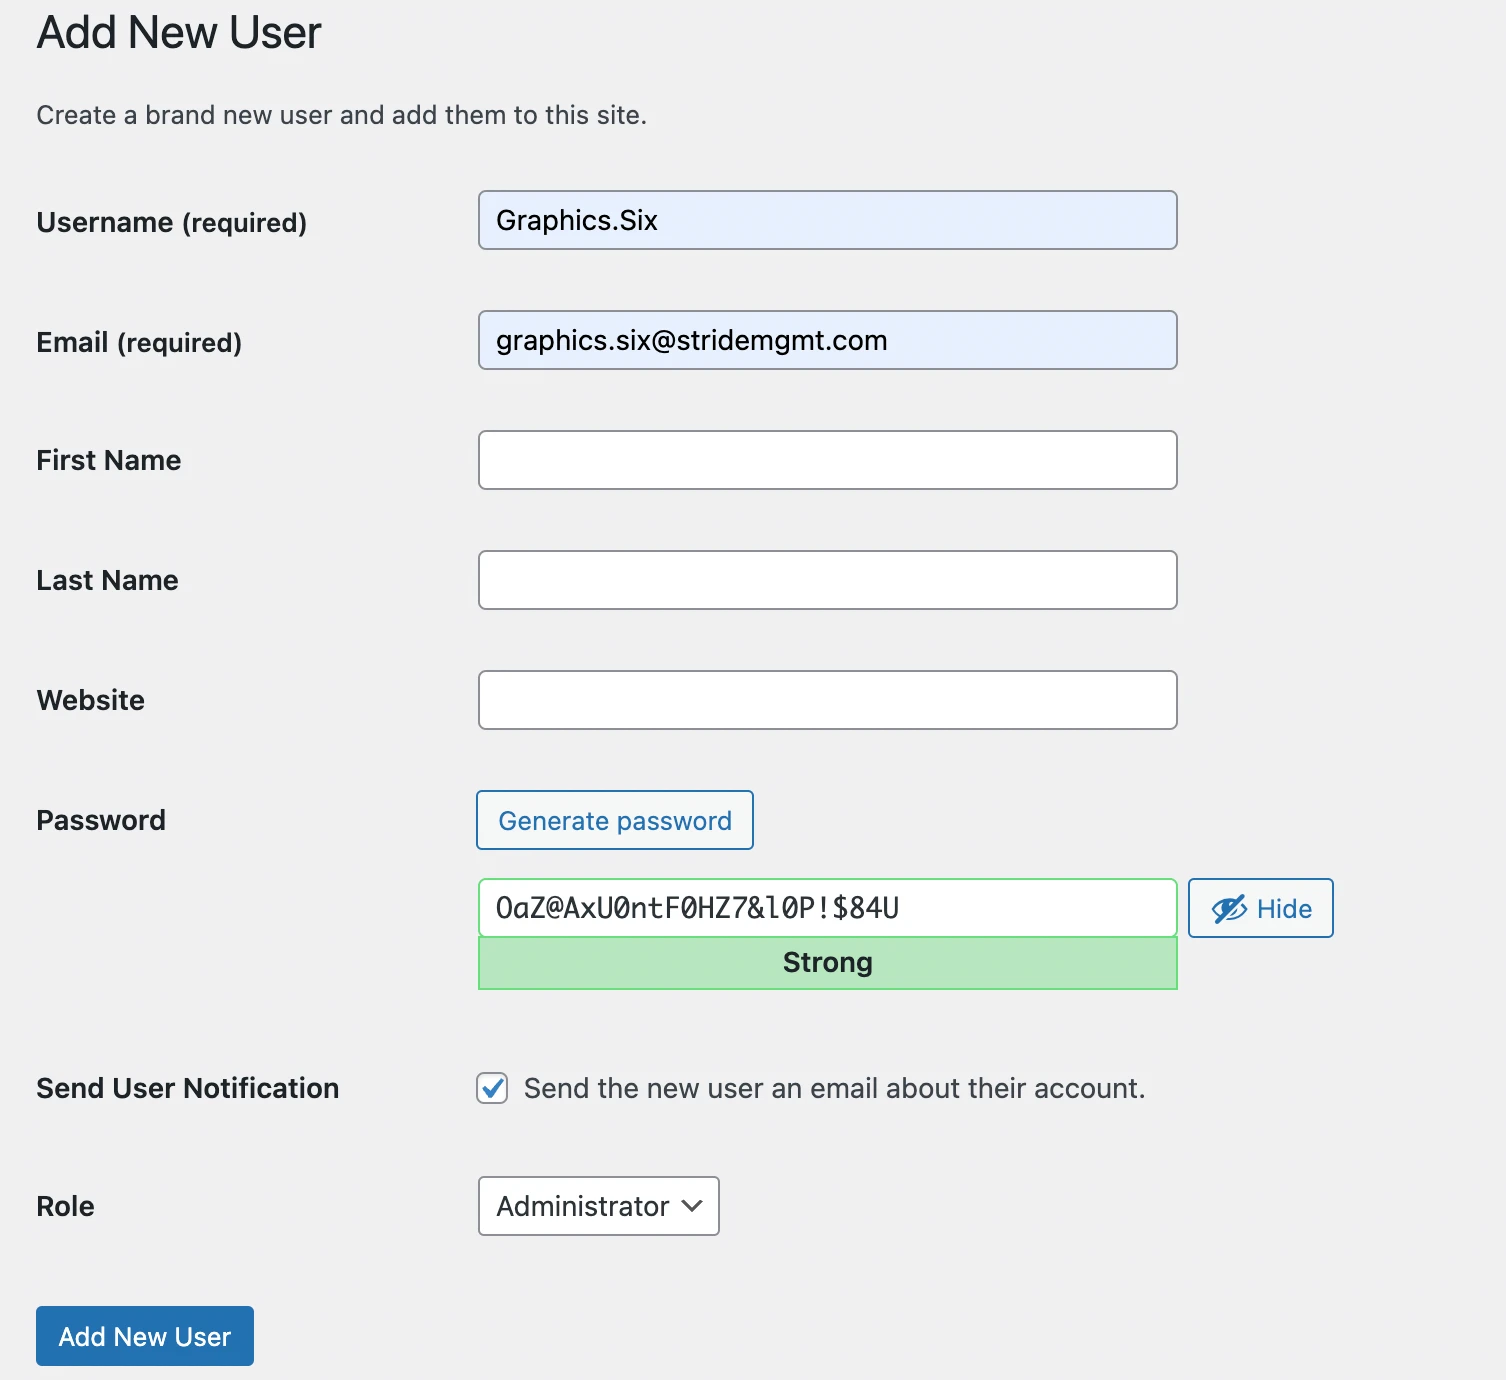 Add New User
Create a brand new user and add them to this site.
Username (required)
Graphics.Six
Email (required)
graphics.six@stridemgmt.com
First Name
Last Name
Website
Password
Generate password
OaZ@AxU0ntF0HZ7&l0P!$84U
Hide
Strong
Send User Notification
Send the new user an email about their account.
Role
Administrator
Add New User